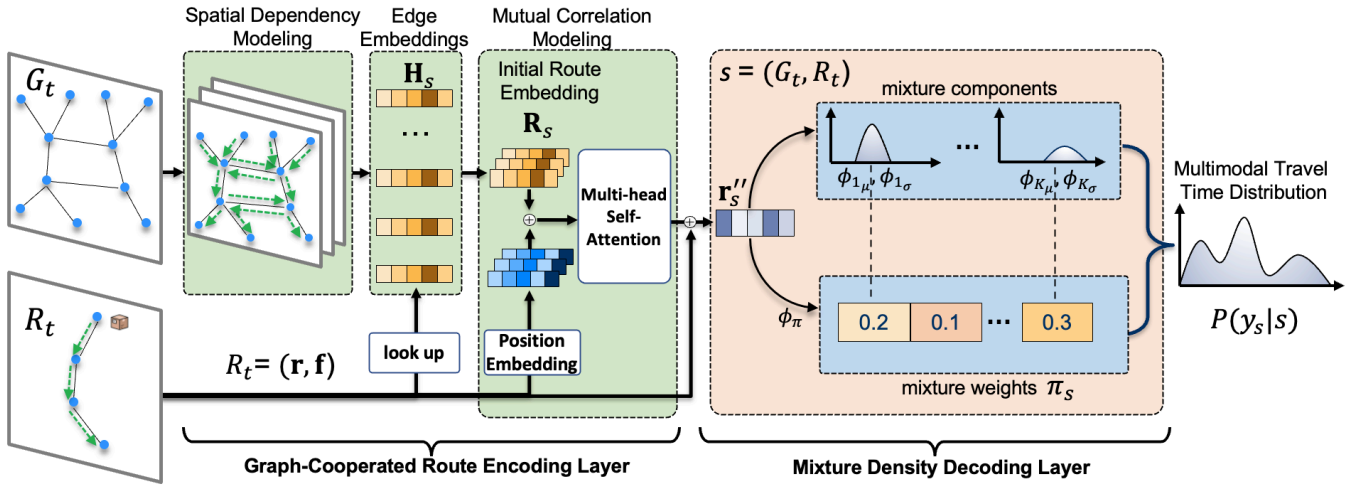 Spatial Dependency
Modeling
Edge
Embeddings
Mutual Correlation
Modeling
G_t
H_s
...
Initial Route
Embedding
R_s
Multi-head
Self-
Attention
s = (G_t, R_t)
mixture components
...
ϕ_{1_μ}, ϕ_{1_σ}
ϕ_{K_μ}, ϕ_{K_σ}
r_s''
Multimodal Travel
Time Distribution
P(y_s|s)
ϕ_π
0.2
0.1
...
0.3
mixture weights π_s
R_t
R_t= (r, f)
look up
Position
Embedding
Graph-Cooperated Route Encoding Layer
Mixture Density Decoding Layer